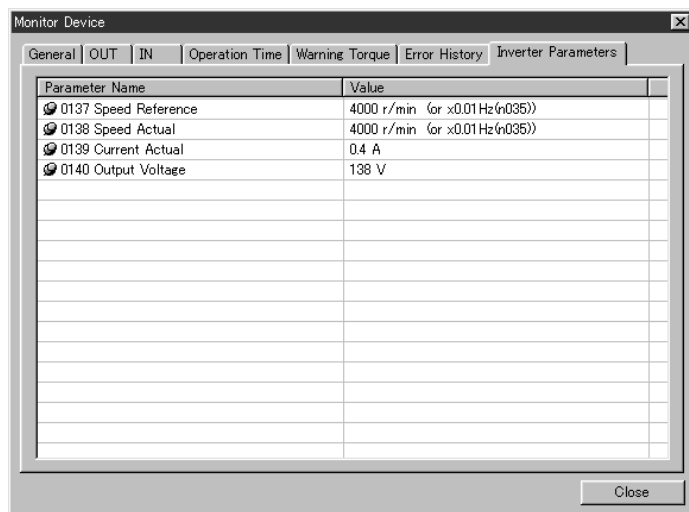 Monitor Device
General OUT IN Operation Time Warning Torque Error History Inverter Parameters
Parameter Name Value
0137 Speed Reference 4000 r/min (or x0.01Hz(n035))
0138 Speed Actual 4000 r/min (or x0.01Hz(n035))
0139 Current Actual 0.4 A
0140 Output Voltage 138 V
Close